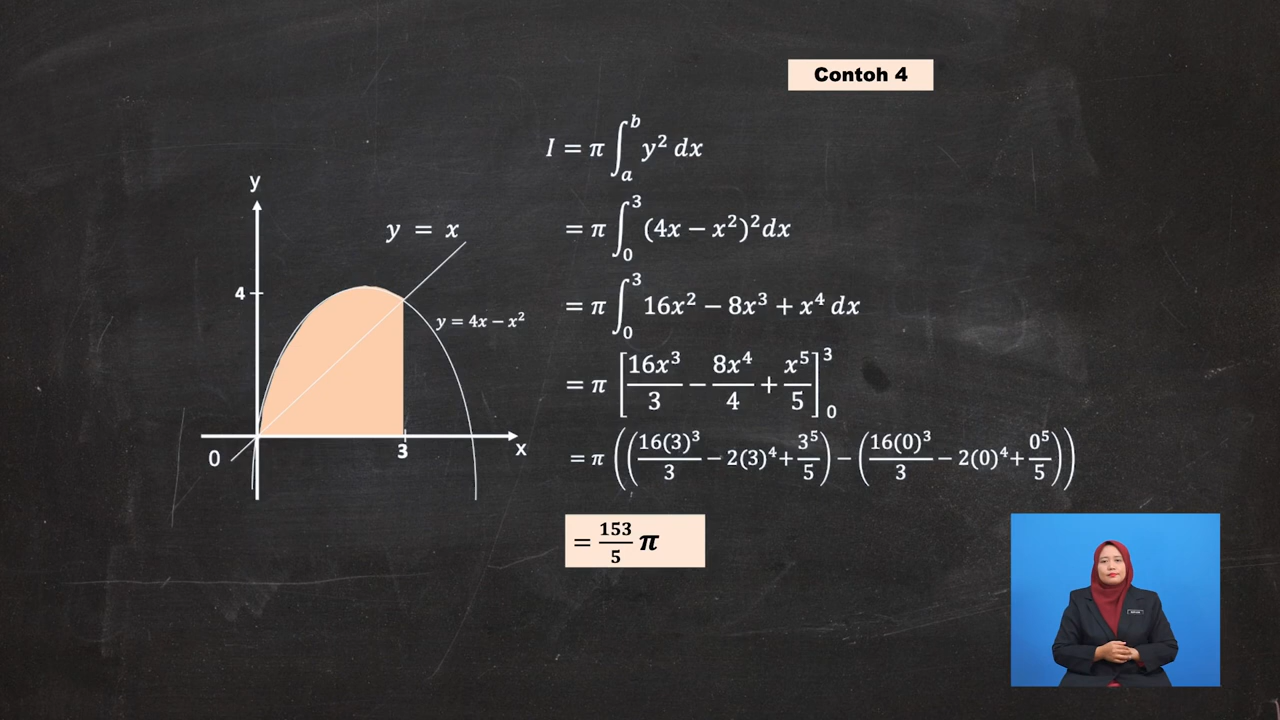 Contoh 4
I = π ∫ₐᵇ y² dx
y
= π ∫₀³ (4x − x²)² dx
y = x
4
= π ∫₀³ 16x² − 8x³ + x⁴ dx
y = 4x − x²
= π [16x³/3 − 8x⁴/4 + x⁵/5]₀³
0
3
x
= π ((16(3)³/3 − 2(3)⁴ + 3⁵/5) − (16(0)³/3 − 2(0)⁴ + 0⁵/5))
= 153/5 π